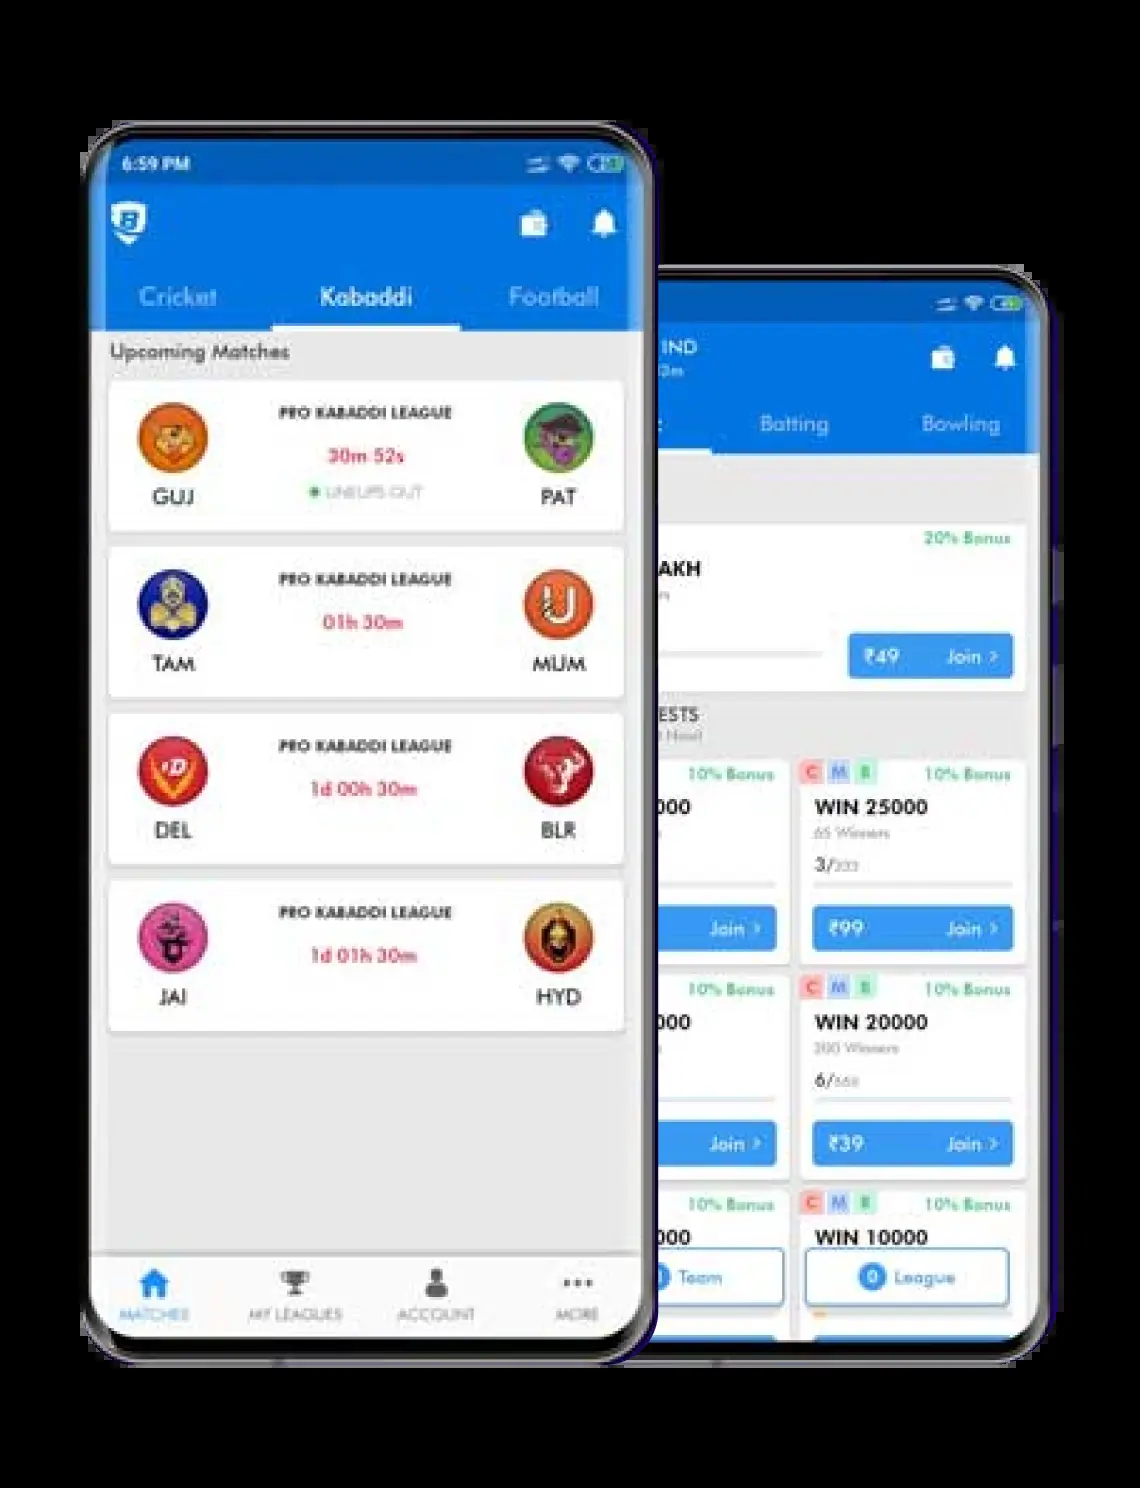 6:59 PM
Cricket Kabaddi Football
Upcoming Matches
PRO KABADDI LEAGUE
30m 52s
LINEUPS OUT
GUJ PAT
PRO KABADDI LEAGUE
01h 30m
TAM MUM
PRO KABADDI LEAGUE
1d 00h 30m
DEL BLR
PRO KABADDI LEAGUE
1d 01h 30m
JAI HYD
MATCHES MY LEAGUES ACCOUNT MORE
IND
Batting Bowling
20% Bonus
AKH
₹49 Join >
ESTS
10% Bonus C M B 10% Bonus
000 WIN 25000
65 Winners
3/
Join > ₹99 Join >
10% Bonus C M B 10% Bonus
000 WIN 20000
200 Winners
6/
Join > ₹39 Join >
10% Bonus C M B 10% Bonus
000 WIN 10000
Team 0 League